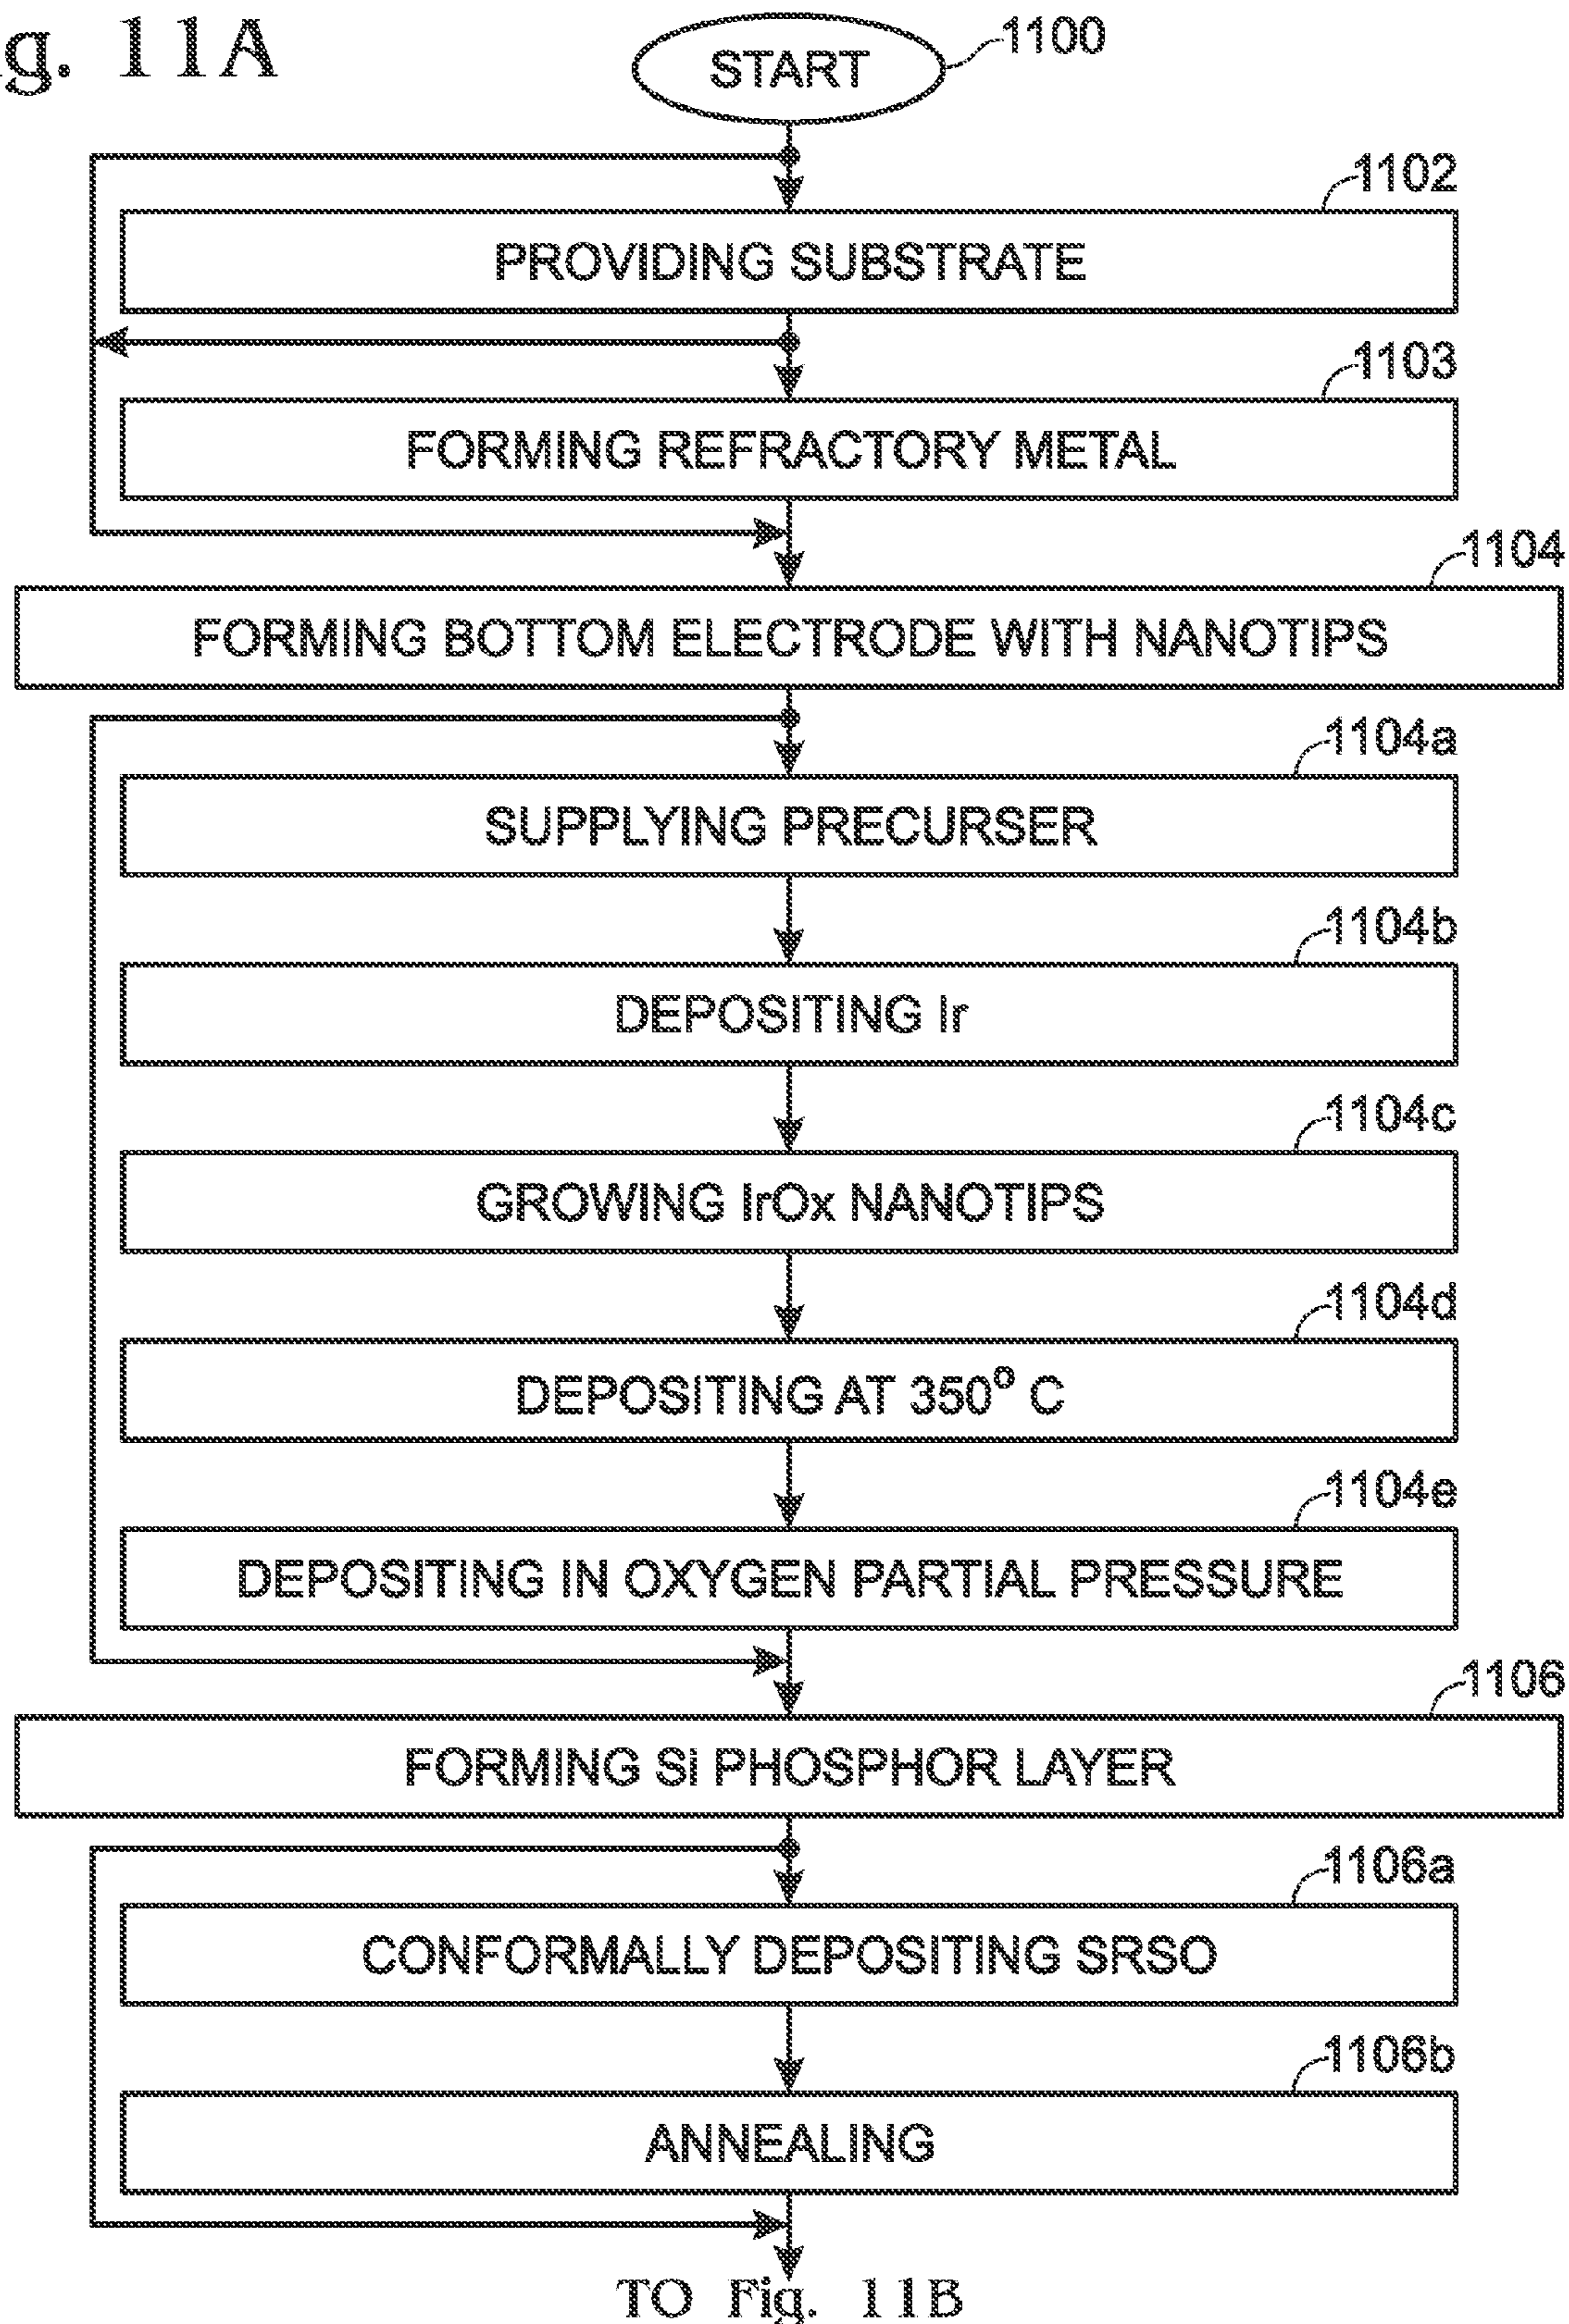 g. 11A
START
1100
1102
PROVIDING SUBSTRATE
1103
FORMING REFRACTORY METAL
1104
FORMING BOTTOM ELECTRODE WITH NANOTIPS
1104a
SUPPLYING PRECURSER
1104b
DEPOSITING Ir
1104c
GROWING IrOx NANOTIPS
1104d
DEPOSITING AT 350° C
1104e
DEPOSITING IN OXYGEN PARTIAL PRESSURE
1106
FORMING Si PHOSPHOR LAYER
1106a
CONFORMALLY DEPOSITING SRSO
1106b
ANNEALING
TO Fig. 11B